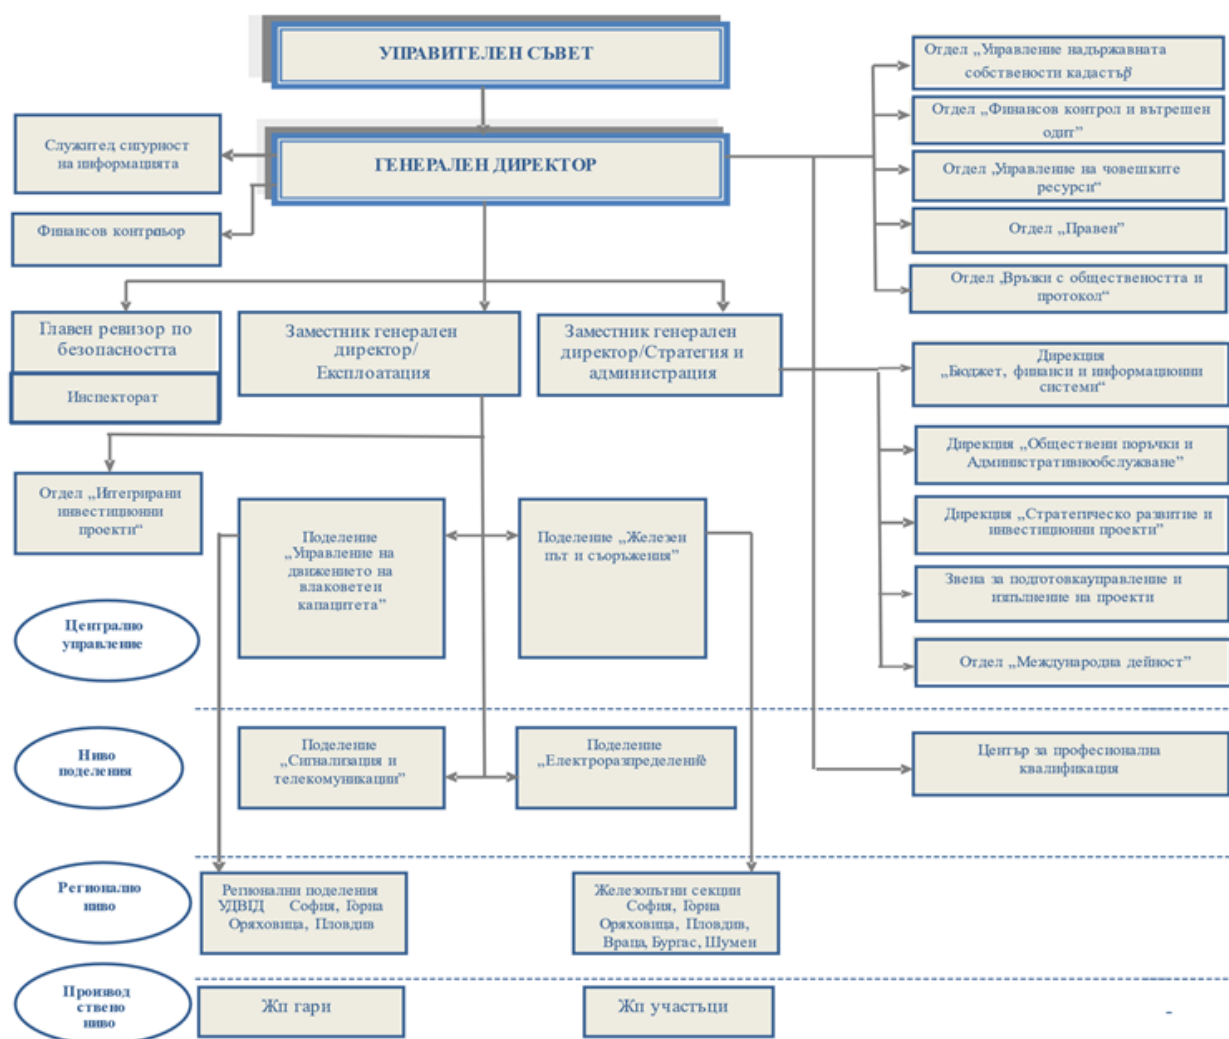 УПРАВИТЕЛЕН СЪВЕТ
ГЕНЕРАЛЕН ДИРЕКТОР
Служител, сигурност
на информацията
Финансов контрольор
Отдел „Управление надържавната
собствености кадастър”
Отдел „Финансов контрол и вътрешен
одит”
Отдел „Управление на човешките
ресурси“
Отдел „Правен”
Отдел „Връзки с обществеността и
протокол“
Главен ревизор по
безопасността
Инспекторат
Заместник генерален
директор/
Експлоатация
Заместник генерален
директор/Стратегия и
администрация
Дирекция
„Бюджет, финанси и информационни
системи“
Дирекция „Обществени поръчки и
Административнообслужване”
Дирекция „Стратегическо развитие и
инвестиционни проекти”
Звена за подготовкауправление и
изпълнение на проекти
Отдел „Международна дейност”
Отдел „Интегрирани
инвестиционни
проекти“
Поделение
„Управление на
движението на
влаковетеи
капацитета”
Поделение „Железен
път и съоръжения”
Централно
управление
Ниво
поделения
Поделение
„Сигнализация и
телекомуникации”
Поделение
„Електроразпределение”
Център за професионална
квалификация
Регионално
ниво
Регионални поделения
УДВГД София, Горна
Оряховица, Пловдив
Железопътни секции
София, Горна
Оряховица, Пловдив,
Враца, Бургас, Шумен
Производ
ствено
ниво
Жп гари
Жп участъци
-